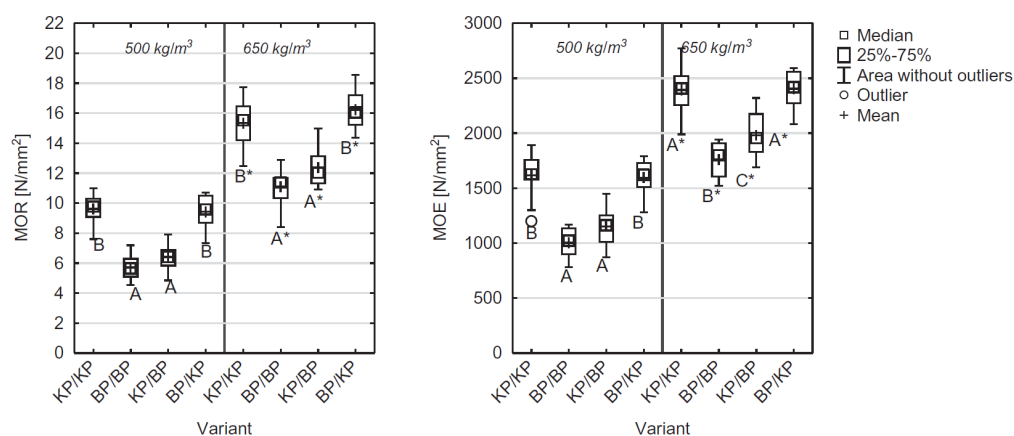 22
20
18
16
14
12
10
8
6
4
2
0
MOR [N/mm²]
500 kg/m³
650 kg/m³
B
A
A
B
B*
A*
A*
B*
KP/KP
BP/BP
KP/BP
BP/KP
KP/KP
BP/BP
KP/BP
BP/KP
Variant
3000
2500
2000
1500
1000
500
0
MOE [N/mm²]
500 kg/m³
650 kg/m³
B
A
A
B
A*
B*
C*
A*
KP/KP
BP/BP
KP/BP
BP/KP
KP/KP
BP/BP
KP/BP
BP/KP
Variant
Median
25%-75%
Area without outliers
Outlier
Mean